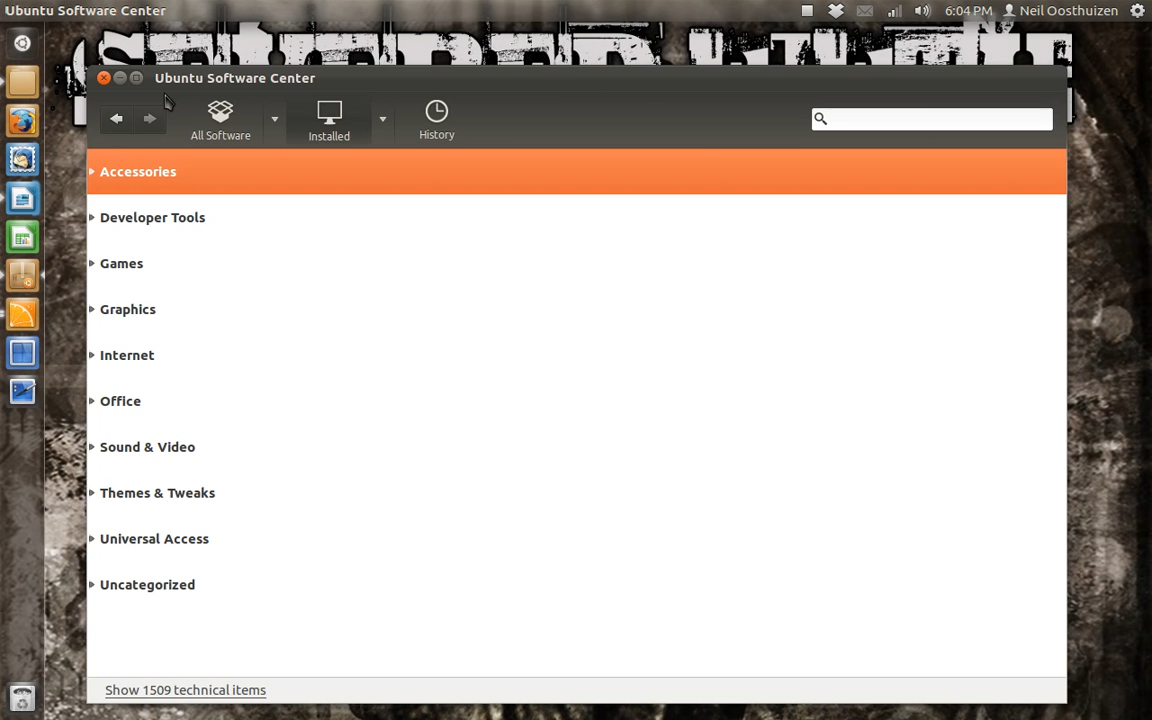 Ubuntu Software Center 6:04 PM Neil Oosthuizen
Ubuntu Software Center
All Software Installed History
Accessories
Developer Tools
Games
Graphics
Internet
Office
Sound & Video
Themes & Tweaks
Universal Access
Uncategorized
Show 1509 technical items